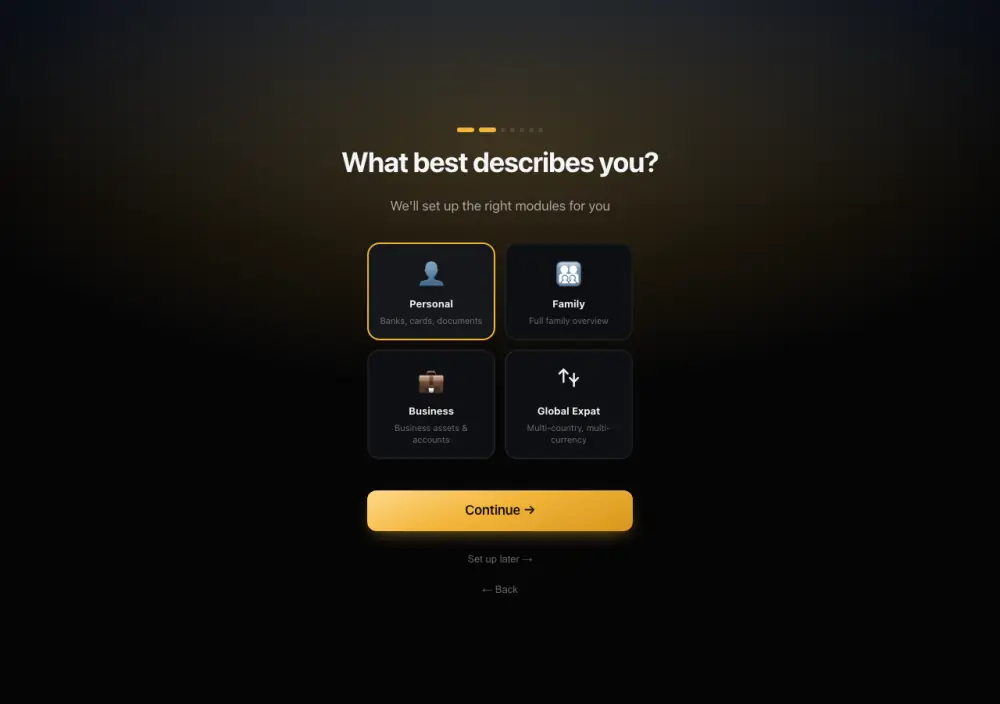 What best describes you?
We'll set up the right modules for you
Personal
Banks, cards, documents
Family
Full family overview
Business
Business assets &
accounts
Global Expat
Multi-country, multi-
currency
Continue →
Set up later →
← Back